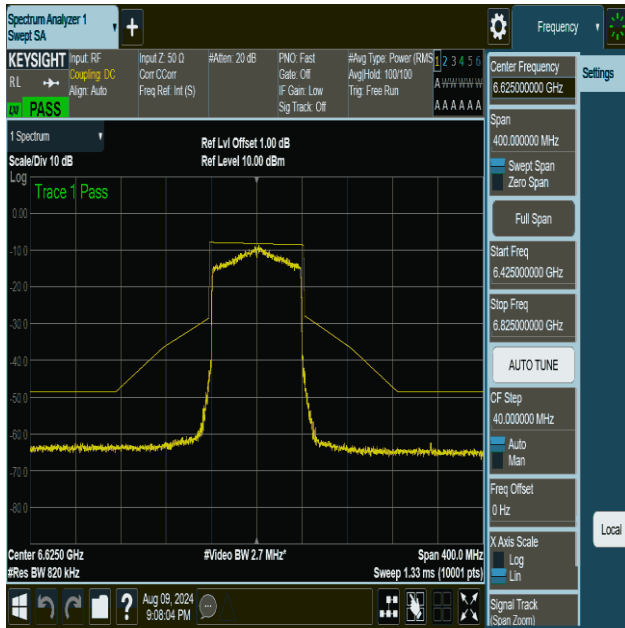 Spectrum Analyzer 1
Swept SA
Frequency
KEYSIGHT
RL
PASS
Input: RF
Coupling: DC
Align: Auto
Input Z: 50 Ω
Corr CCorr
Freq Ref: Int (S)
#Atten: 20 dB
PNO: Fast
Gate: Off
IF Gain: Low
Sig Track: Off
#Avg Type: Power (RMS
Avg|Hold: 100/100
Trig: Free Run
1 2 3 4 5 6
A W W W W W
A A A A A A
1 Spectrum
Scale/Div 10 dB
Ref Lvl Offset 1.00 dB
Ref Level 10.00 dBm
Log
Trace 1 Pass
0.00
-10.0
-20.0
-30.0
-40.0
-50.0
-60.0
-70.0
-80.0
Center 6.6250 GHz
#Video BW 2.7 MHz*
Span 400.0 MHz
#Res BW 820 kHz
Sweep 1.33 ms (10001 pts)
Aug 09, 2024
9:08:04 PM
Settings
Center Frequency
6.625000000 GHz
Span
400.000000 MHz
Swept Span
Zero Span
Full Span
Start Freq
6.425000000 GHz
Stop Freq
6.825000000 GHz
AUTO TUNE
CF Step
40.000000 MHz
Auto
Man
Freq Offset
0 Hz
X Axis Scale
Log
Lin
Local
Signal Track
(Span Zoom)